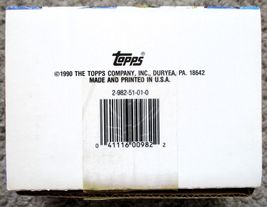 Topps
©1990 THE TOPPS COMPANY, INC., DURYEA, PA. 18642
MADE AND PRINTED IN U.S.A.
2-982-51-01-0
0 41116 00982 2